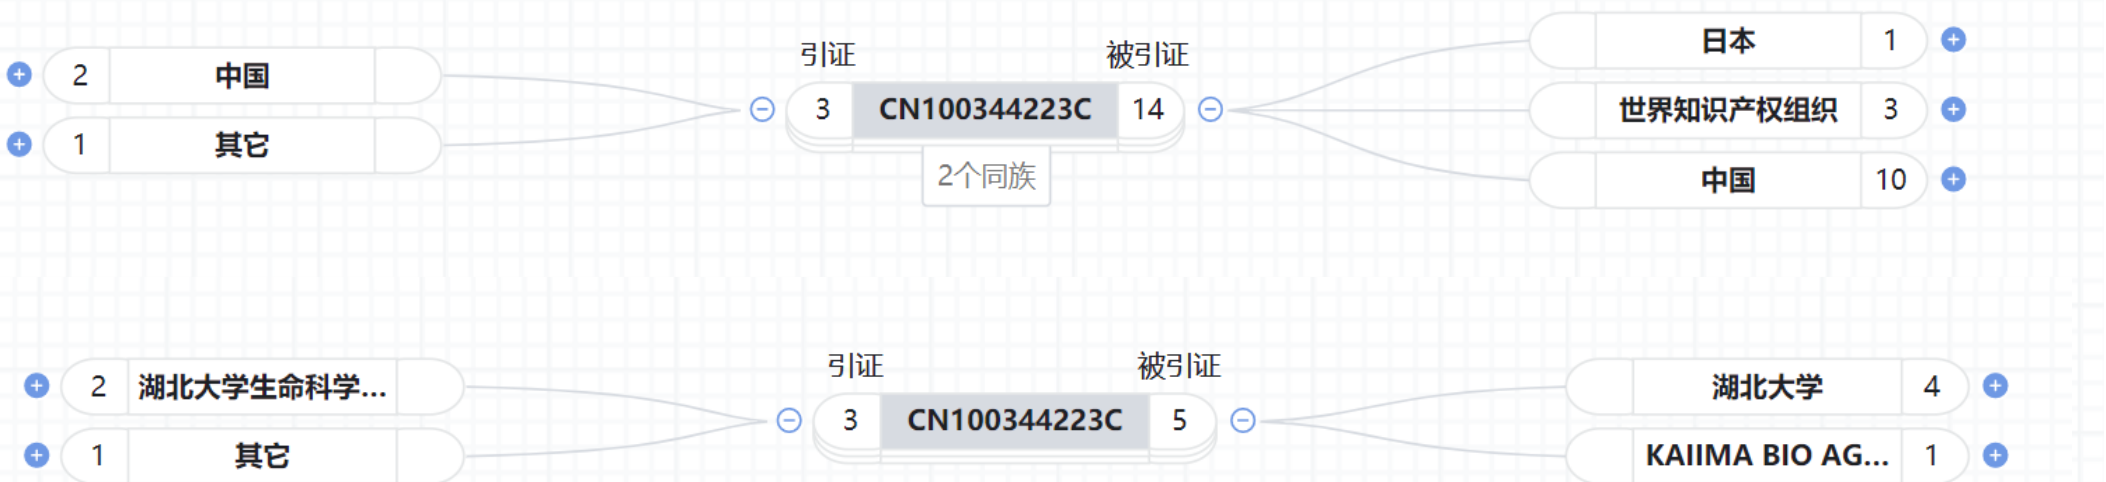 引证 被引证
日本 1
2 中国
3 CN100344223C 14
世界知识产权组织 3
1 其它
2个同族
中国 10
引证 被引证
2 湖北大学生命科学...
湖北大学 4
3 CN100344223C 5
1 其它
KAIIMA BIO AG... 1